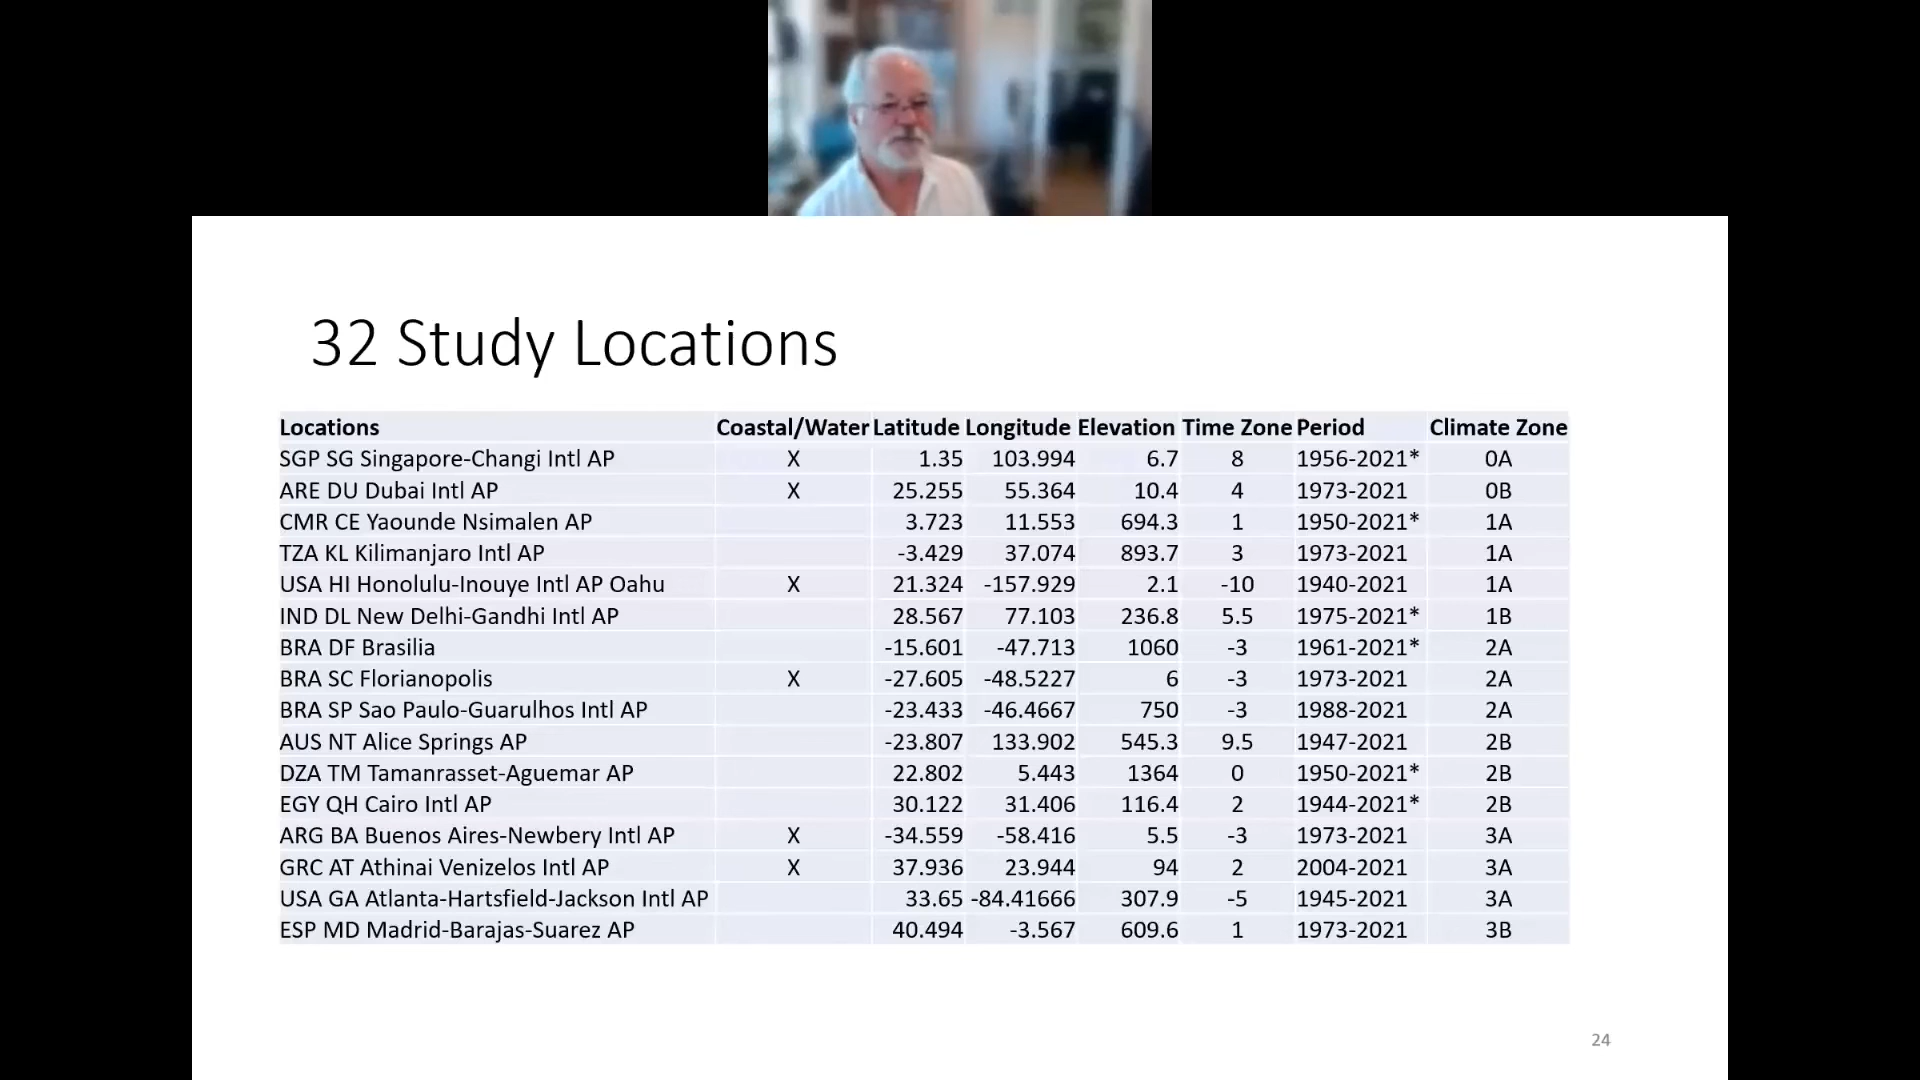 32 Study Locations
Locations Coastal/Water Latitude Longitude Elevation Time Zone Period Climate Zone
SGP SG Singapore-Changi Intl AP X 1.35 103.994 6.7 8 1956-2021* 0A
ARE DU Dubai Intl AP X 25.255 55.364 10.4 4 1973-2021 0B
CMR CE Yaounde Nsimalen AP 3.723 11.553 694.3 1 1950-2021* 1A
TZA KL Kilimanjaro Intl AP -3.429 37.074 893.7 3 1973-2021 1A
USA HI Honolulu-Inouye Intl AP Oahu X 21.324 -157.929 2.1 -10 1940-2021 1A
IND DL New Delhi-Gandhi Intl AP 28.567 77.103 236.8 5.5 1975-2021* 1B
BRA DF Brasilia -15.601 -47.713 1060 -3 1961-2021* 2A
BRA SC Florianopolis X -27.605 -48.5227 6 -3 1973-2021 2A
BRA SP Sao Paulo-Guarulhos Intl AP -23.433 -46.4667 750 -3 1988-2021 2A
AUS NT Alice Springs AP -23.807 133.902 545.3 9.5 1947-2021 2B
DZA TM Tamanrasset-Aguemar AP 22.802 5.443 1364 0 1950-2021* 2B
EGY QH Cairo Intl AP 30.122 31.406 116.4 2 1944-2021* 2B
ARG BA Buenos Aires-Newbery Intl AP X -34.559 -58.416 5.5 -3 1973-2021 3A
GRC AT Athinai Venizelos Intl AP X 37.936 23.944 94 2 2004-2021 3A
USA GA Atlanta-Hartsfield-Jackson Intl AP 33.65 -84.41666 307.9 -5 1945-2021 3A
ESP MD Madrid-Barajas-Suarez AP 40.494 -3.567 609.6 1 1973-2021 3B
24